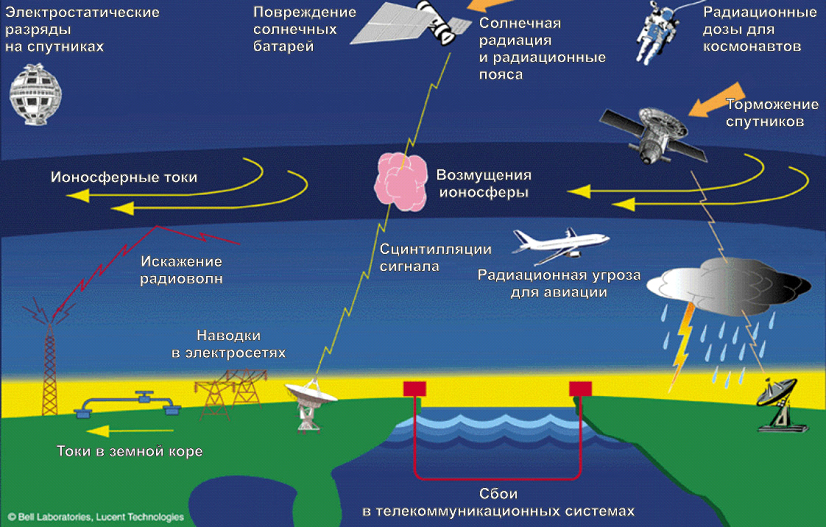 Электростатические
разряды
на спутниках
Повреждение
солнечных
батарей
Солнечная
радиация
и радиационные
пояса
Радиационные
дозы для
космонавтов
Торможение
спутников
Ионосферные токи
Возмущения
ионосферы
Искажение
радиоволн
Сцинтилляции
сигнала
Радиационная угроза
для авиации
Наводки
в электросетях
Токи в земной коре
Сбои
в телекоммуникационных системах
© Bell Laboratories, Lucent Technologies